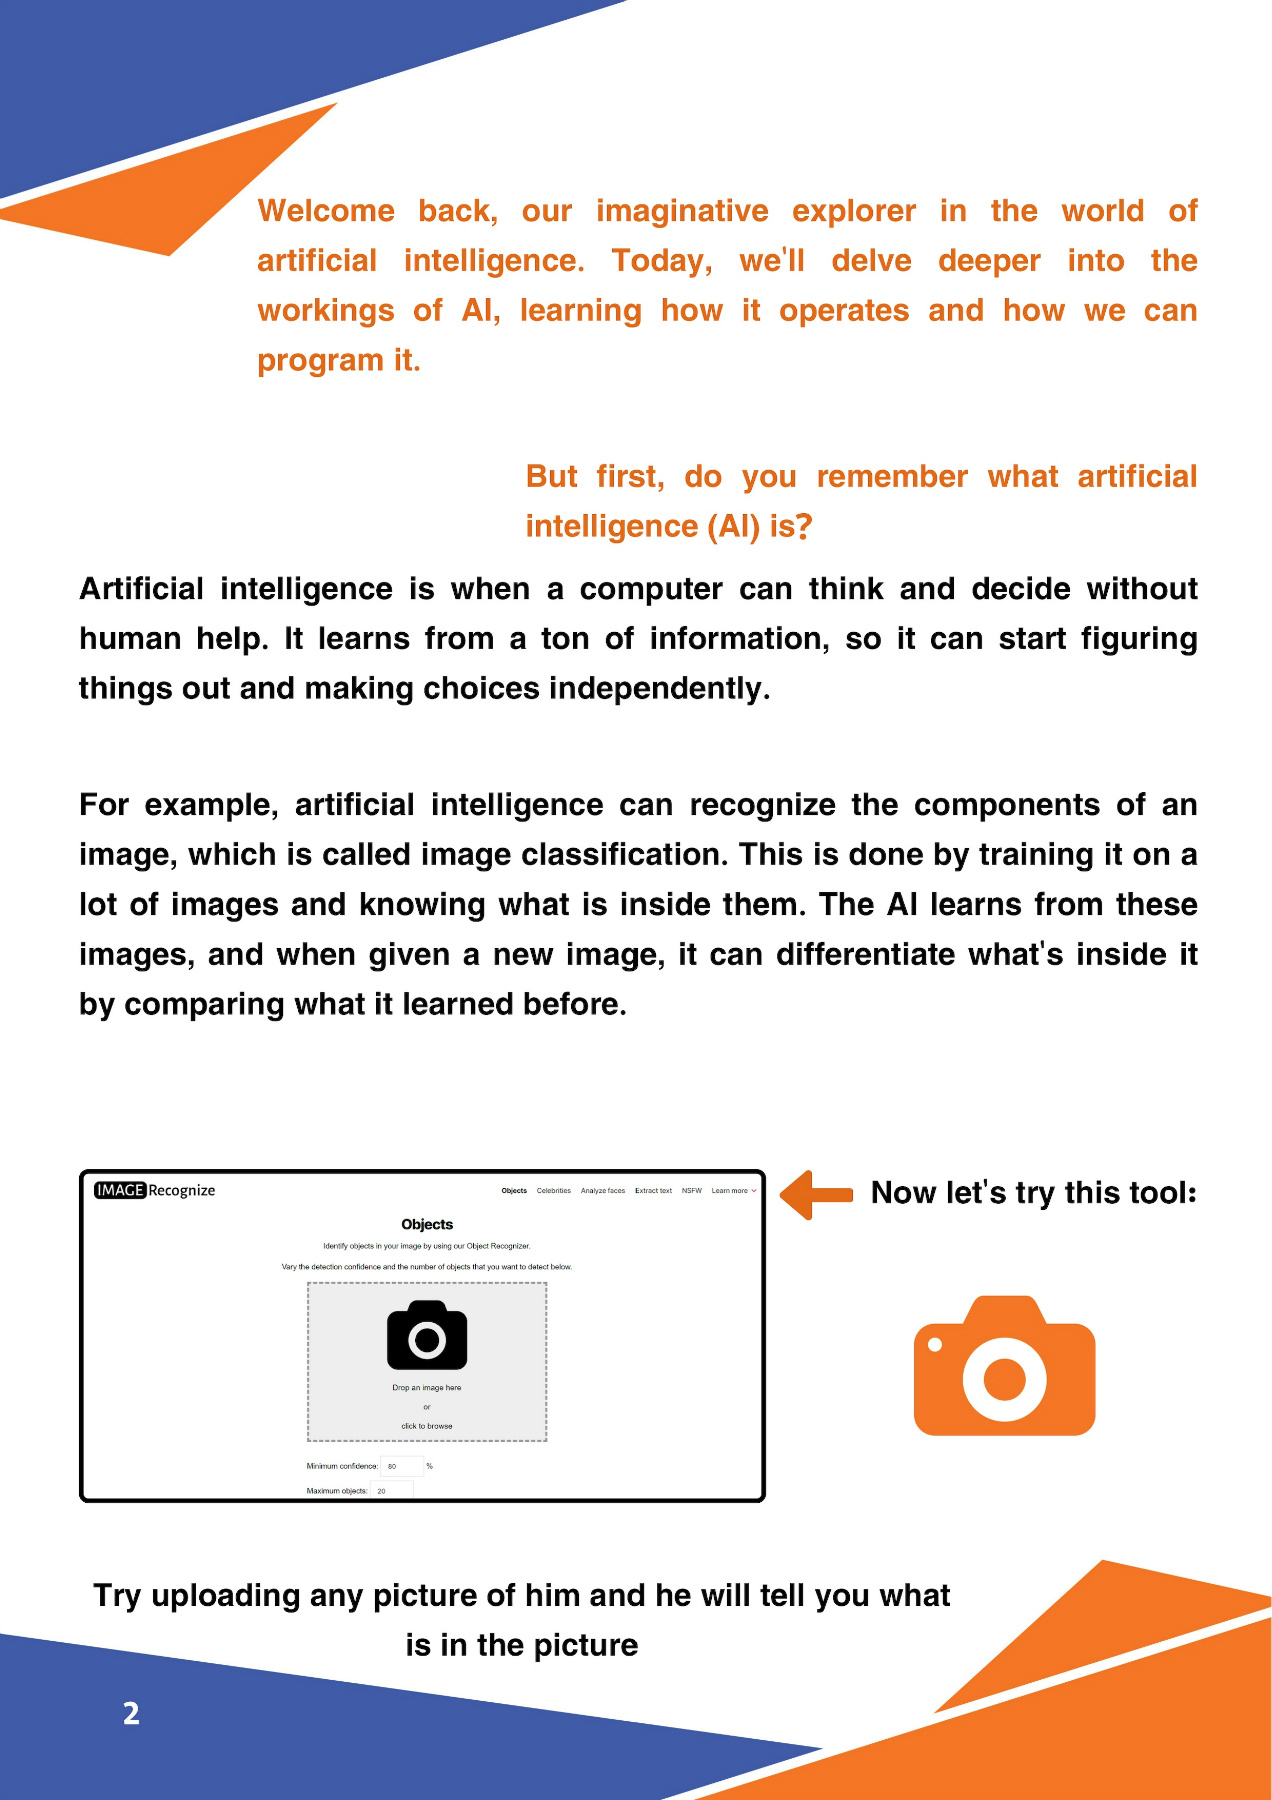 Welcome back, our imaginative explorer in the world of
artificial intelligence. Today, we'll delve deeper into the
workings of AI, learning how it operates and how we can
program it.
But first, do you remember what artificial
intelligence (AI) is?
Artificial intelligence is when a computer can think and decide without
human help. It learns from a ton of information, so it can start figuring
things out and making choices independently.
For example, artificial intelligence can recognize the components of an
image, which is called image classification. This is done by training it on a
lot of images and knowing what is inside them. The AI learns from these
images, and when given a new image, it can differentiate what's inside it
by comparing what it learned before.
Now let's try this tool:
IMAGE Recognize
Objects Celebrities Analyze faces Extract text NSFW Learn more
Objects
Identify objects in your image by using our Object Recognizer.
Vary the detection confidence and the number of objects that you want to detect below.
Drop an image here
or
click to browse
Minimum confidence: 80 %
Maximum objects: 20
Try uploading any picture of him and he will tell you what
is in the picture
2